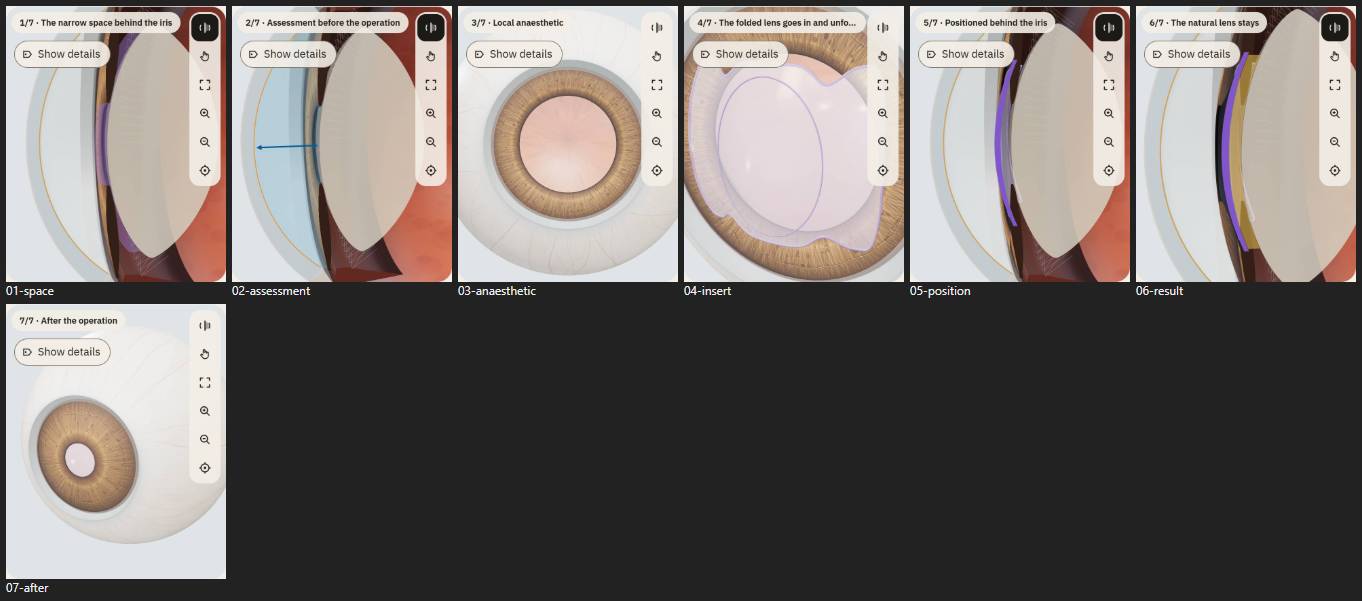 1/7 · The narrow space behind the iris
Show details
01-space
2/7 · Assessment before the operation
Show details
02-assessment
3/7 · Local anaesthetic
Show details
03-anaesthetic
4/7 · The folded lens goes in and unfo...
Show details
04-insert
5/7 · Positioned behind the iris
Show details
05-position
6/7 · The natural lens stays
Show details
06-result
7/7 · After the operation
Show details
07-after